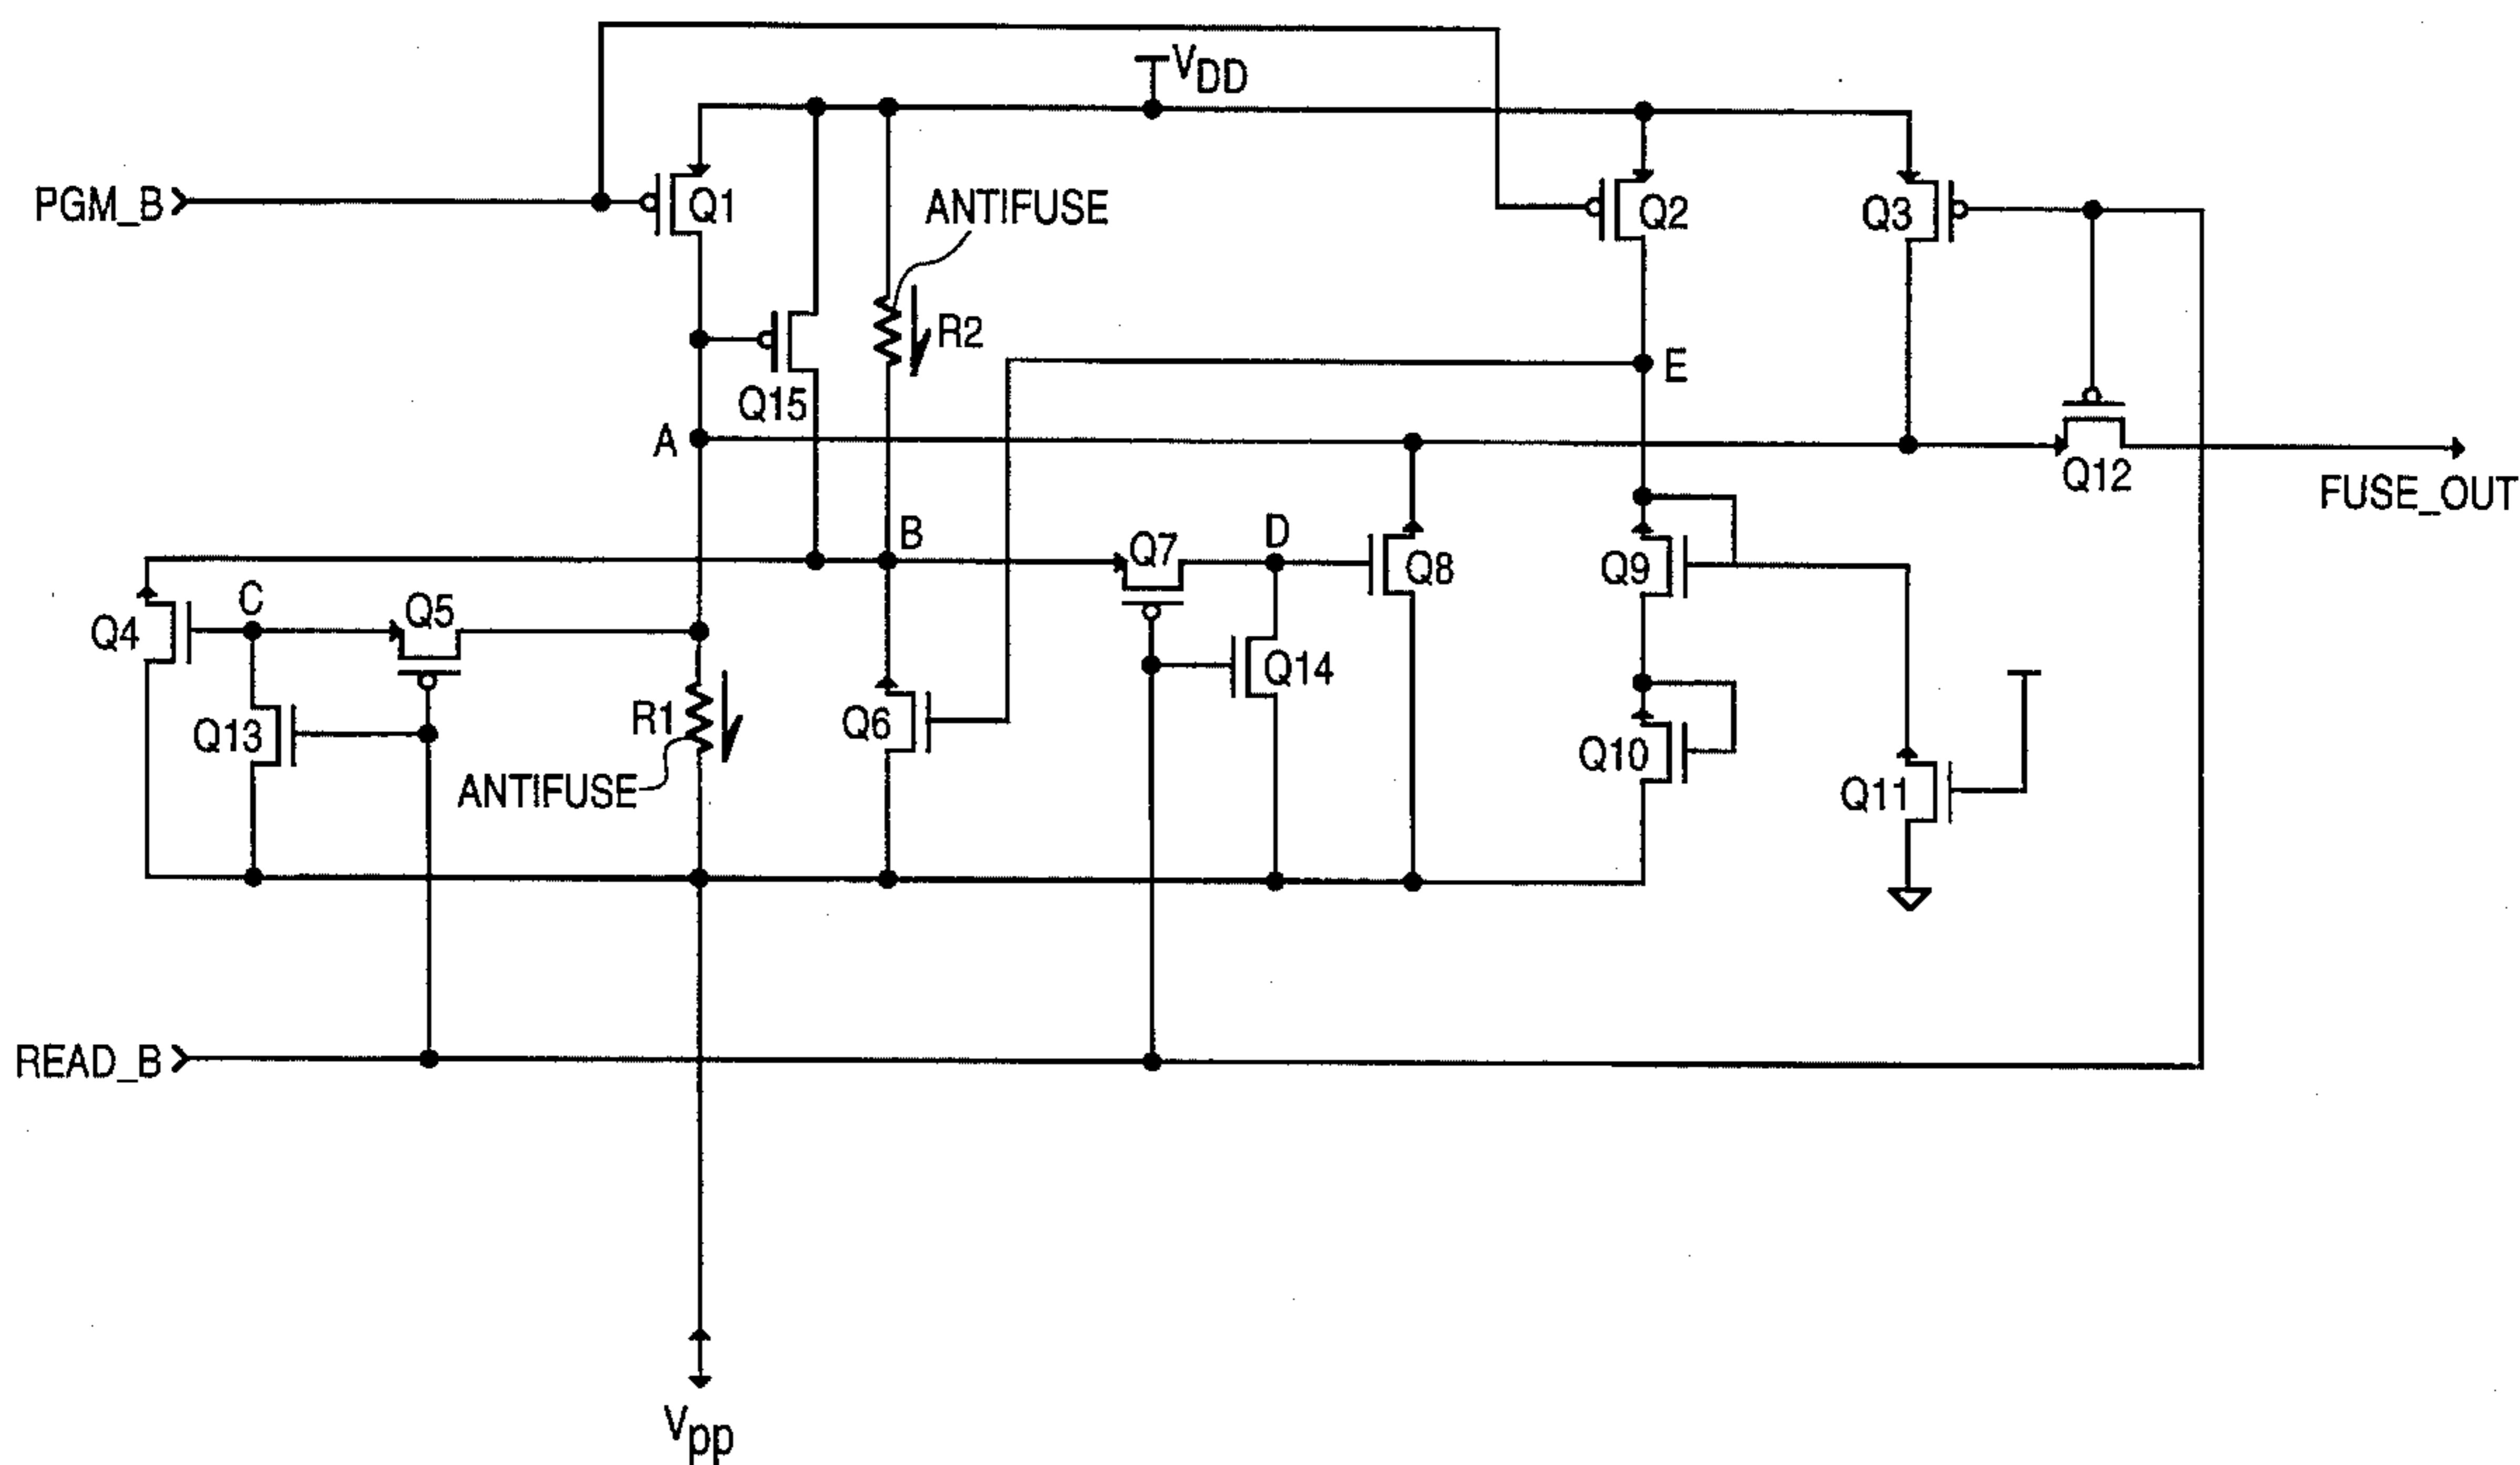 VDD
PGM_B
Q1
ANTIFUSE
Q2
Q3
R2
Q15
E
A
Q12
FUSE_OUT
B
Q7
D
Q8
Q9
C
Q5
Q4
Q14
R1
Q6
Q13
Q10
ANTIFUSE
Q11
READ_B
Vpp